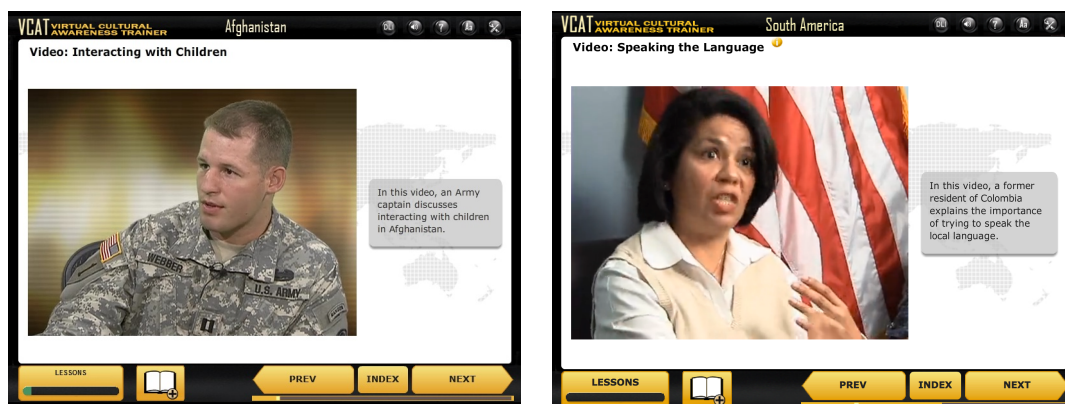 VCAT VIRTUAL CULTURAL AWARENESS TRAINER
Afghanistan
Video: Interacting with Children
WEBBER
U.S. ARMY
In this video, an Army
captain discusses
interacting with children
in Afghanistan.
LESSONS
PREV
INDEX
NEXT
VCAT VIRTUAL CULTURAL AWARENESS TRAINER
South America
Video: Speaking the Language
In this video, a former
resident of Colombia
explains the importance
of trying to speak the
local language.
LESSONS
PREV
INDEX
NEXT